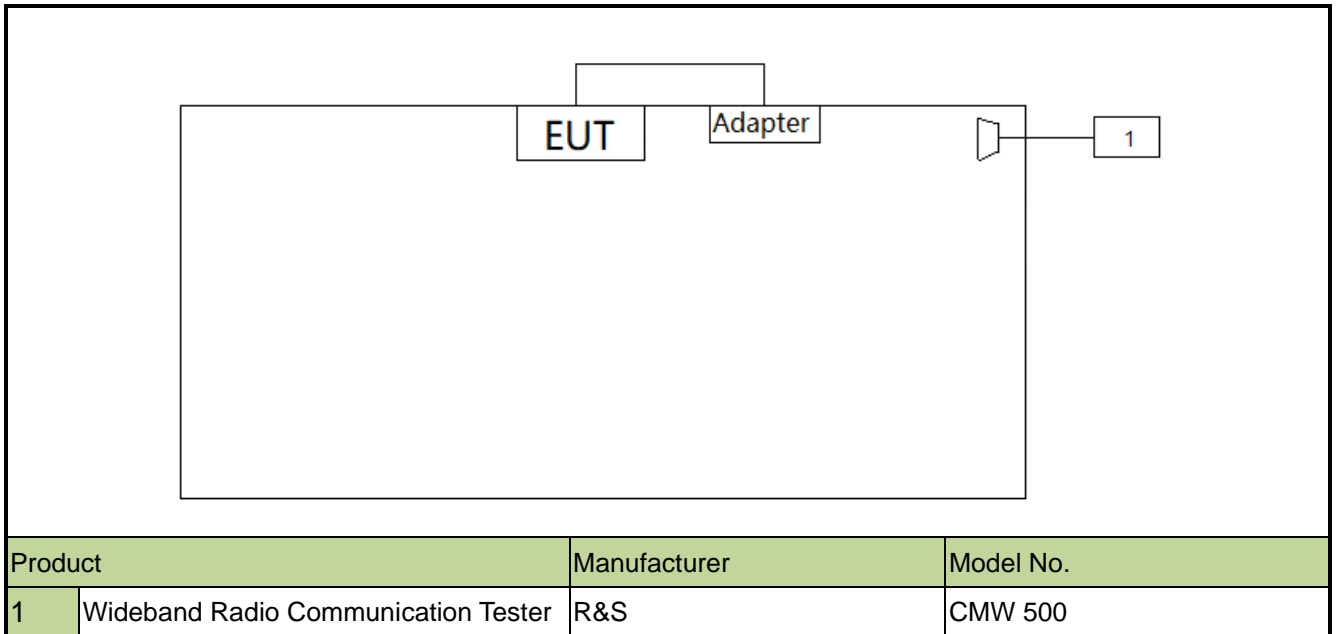 EUT
Adapter
1
Product Manufacturer Model No.
1 Wideband Radio Communication Tester R&S CMW 500